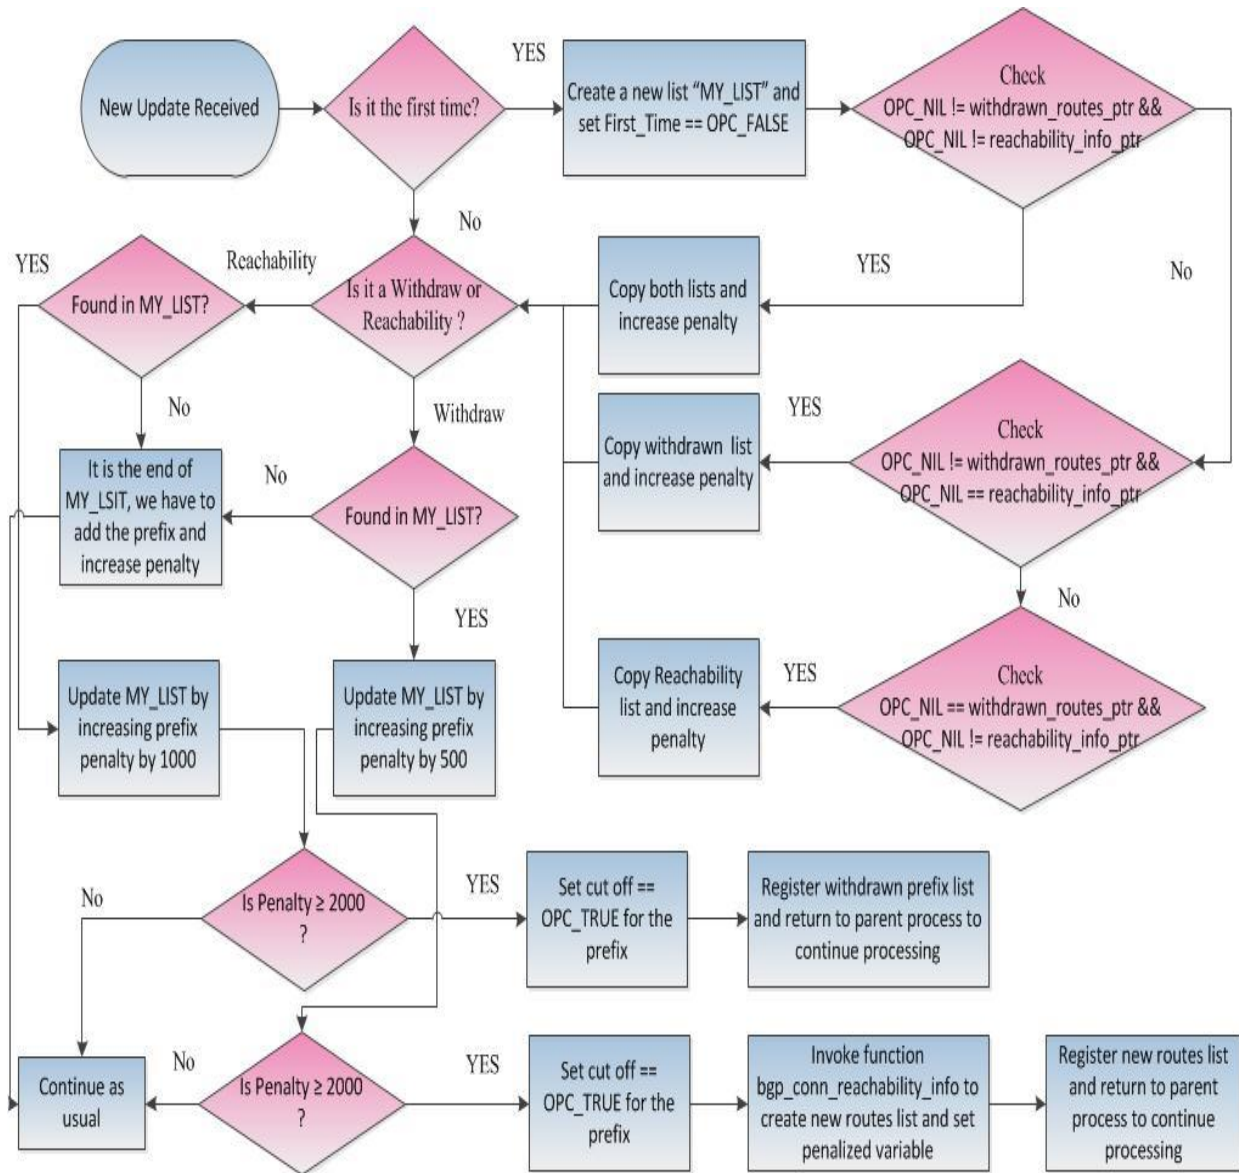 New Update Received
Is it the first time?
YES
Create a new list “MY_LIST” and
set First_Time == OPC_FALSE
Check
OPC_NIL != withdrawn_routes_ptr &&
OPC_NIL != reachability_info_ptr
No
YES
No
YES
Found in MY_LIST?
Reachability
Is it a Withdraw or
Reachability ?
Copy both lists and
increase penalty
No
Withdraw
YES
Copy withdrawn list
and increase penalty
Check
OPC_NIL != withdrawn_routes_ptr &&
OPC_NIL == reachability_info_ptr
It is the end of
MY_LSIT, we have to
add the prefix and
increase penalty
No
Found in MY_LIST?
YES
No
Update MY_LIST by
increasing prefix
penalty by 1000
Update MY_LIST by
increasing prefix
penalty by 500
Copy Reachability
list and increase
penalty
YES
Check
OPC_NIL == withdrawn_routes_ptr &&
OPC_NIL != reachability_info_ptr
No
Is Penalty ≥ 2000
?
YES
Set cut off ==
OPC_TRUE for the
prefix
Register withdrawn prefix list
and return to parent process to
continue processing
Continue as
usual
No
Is Penalty ≥ 2000
?
YES
Set cut off ==
OPC_TRUE for the
prefix
Invoke function
bgp_conn_reachability_info to
create new routes list and set
penalized variable
Register new routes list
and return to parent
process to continue
processing